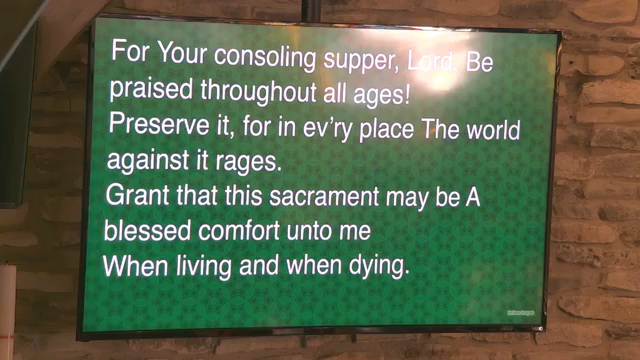 For Your consoling supper, Lord, Be
praised throughout all ages!
Preserve it, for in ev'ry place The world
against it rages.
Grant that this sacrament may be A
blessed comfort unto me
When living and when dying.